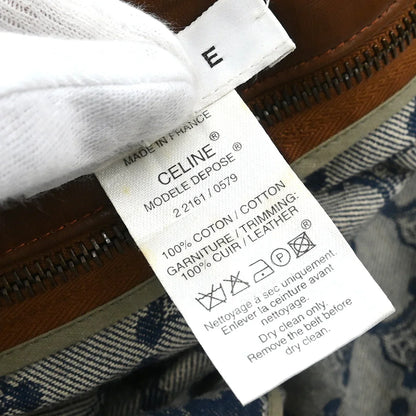 E
MADE IN FRANCE
CELINE®
MODELE DEPOSE®
2.2161 / 0579
100% COTON / COTTON
GARNITURE / TRIMMING:
100% CUIR / LEATHER
Nettoyage à sec uniquement.
Enlever la ceinture avant
nettoyage.
Dry clean only.
Remove the belt before
dry clean.